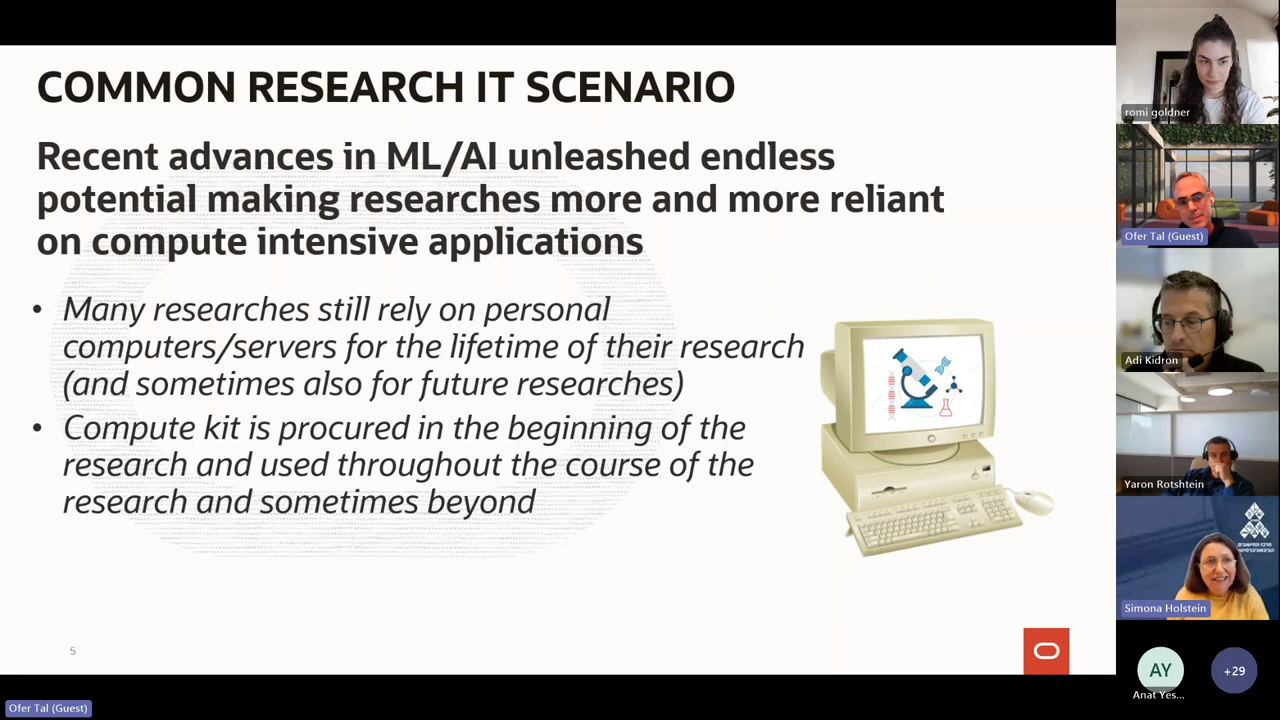 COMMON RESEARCH IT SCENARIO
Recent advances in ML/AI unleashed endless
potential making researches more and more reliant
on compute intensive applications
• Many researches still rely on personal
computers/servers for the lifetime of their research
(and sometimes also for future researches)
• Compute kit is procured in the beginning of the
research and used throughout the course of the
research and sometimes beyond
5
Ofer Tal (Guest)
romi goldner
Ofer Tal (Guest)
Adi Kidron
Yaron Rotshtein
מרכז החישובים
הבינאוניברסיטאי
Simona Holstein
AY
Anat Yes...
+29